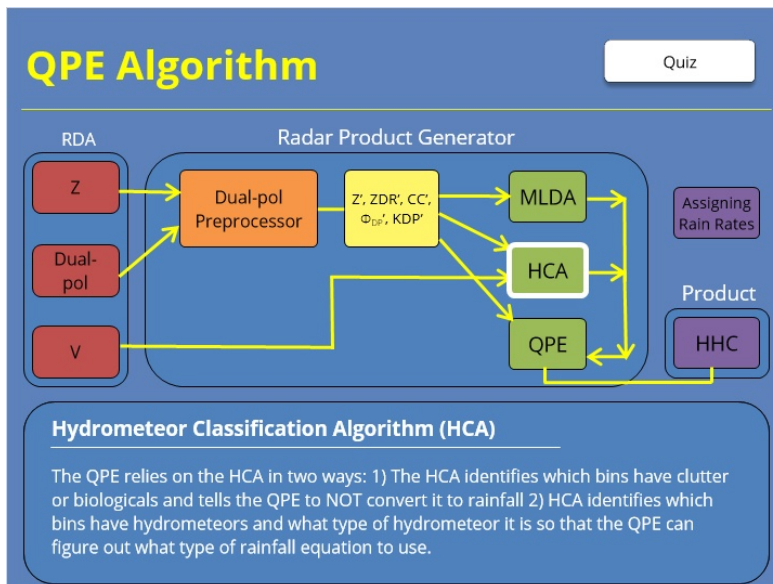 QPE Algorithm
Quiz
RDA
Radar Product Generator
Z
Dual-pol
Preprocessor
Z', ZDR', CC',
ΦDP', KDP'
MLDA
Assigning
Rain Rates
Dual-
pol
HCA
Product
V
QPE
HHC
Hydrometeor Classification Algorithm (HCA)
The QPE relies on the HCA in two ways: 1) The HCA identifies which bins have clutter
or biologicals and tells the QPE to NOT convert it to rainfall 2) HCA identifies which
bins have hydrometeors and what type of hydrometeor it is so that the QPE can
figure out what type of rainfall equation to use.